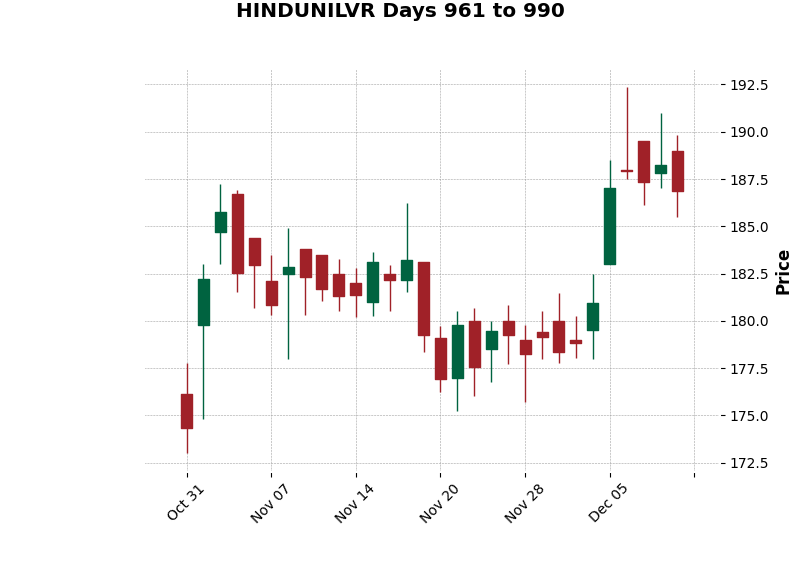 HINDUNILVR Days 961 to 990
192.5
190.0
187.5
185.0
182.5
180.0
177.5
175.0
172.5
Price
Oct 31
Nov 07
Nov 14
Nov 20
Nov 28
Dec 05